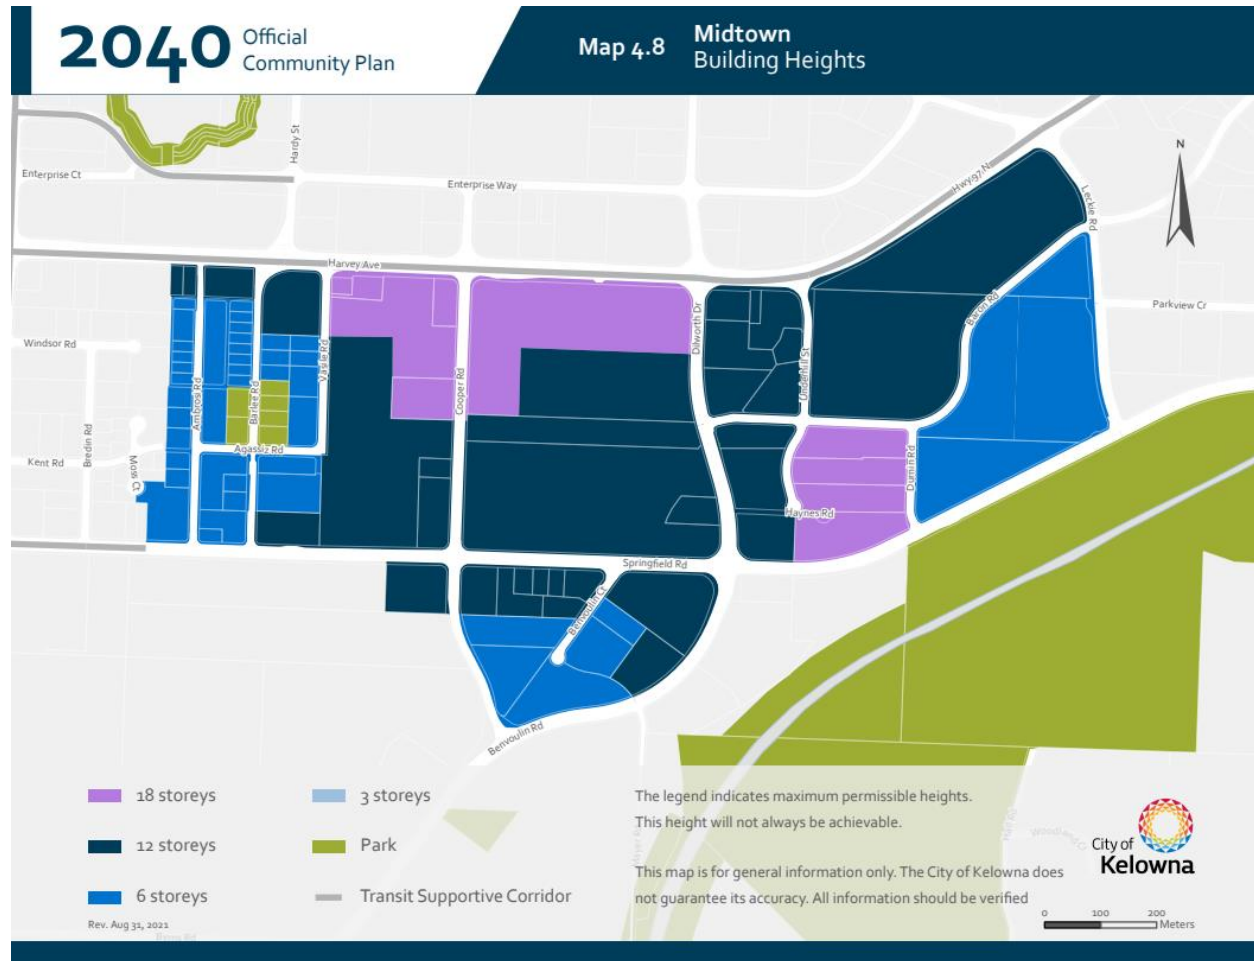 2040 Official
Community Plan
Map 4.8 Midtown
Building Heights
N
Hardy St
Enterprise Ct
Enterprise Way
Hwy 97 N
Leckie Rd
Harvey Ave
Parkview Cr
Baron Rd
Windsor Rd
Ambrosi Rd
Barlee Rd
Vasile Rd
Cooper Rd
Dilworth Dr
Underhill St
Kent Rd
Bredin Rd
Moss Ct
Agassiz Rd
Durnin Rd
Haynes Rd
Springfield Rd
Benvoulin Ct
Benvoulin Rd
18 storeys
12 storeys
6 storeys
3 storeys
Park
Transit Supportive Corridor
Rev. Aug 31, 2021
The legend indicates maximum permissible heights.
This height will not always be achievable.
This map is for general information only. The City of Kelowna does
not guarantee its accuracy. All information should be verified
City of
Kelowna
0 100 200
Meters